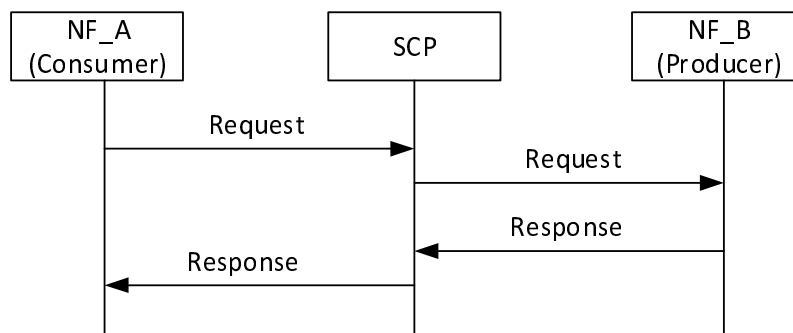 NF_A
(Consumer)
SCP
NF_B
(Producer)
Request
Request
Response
Response